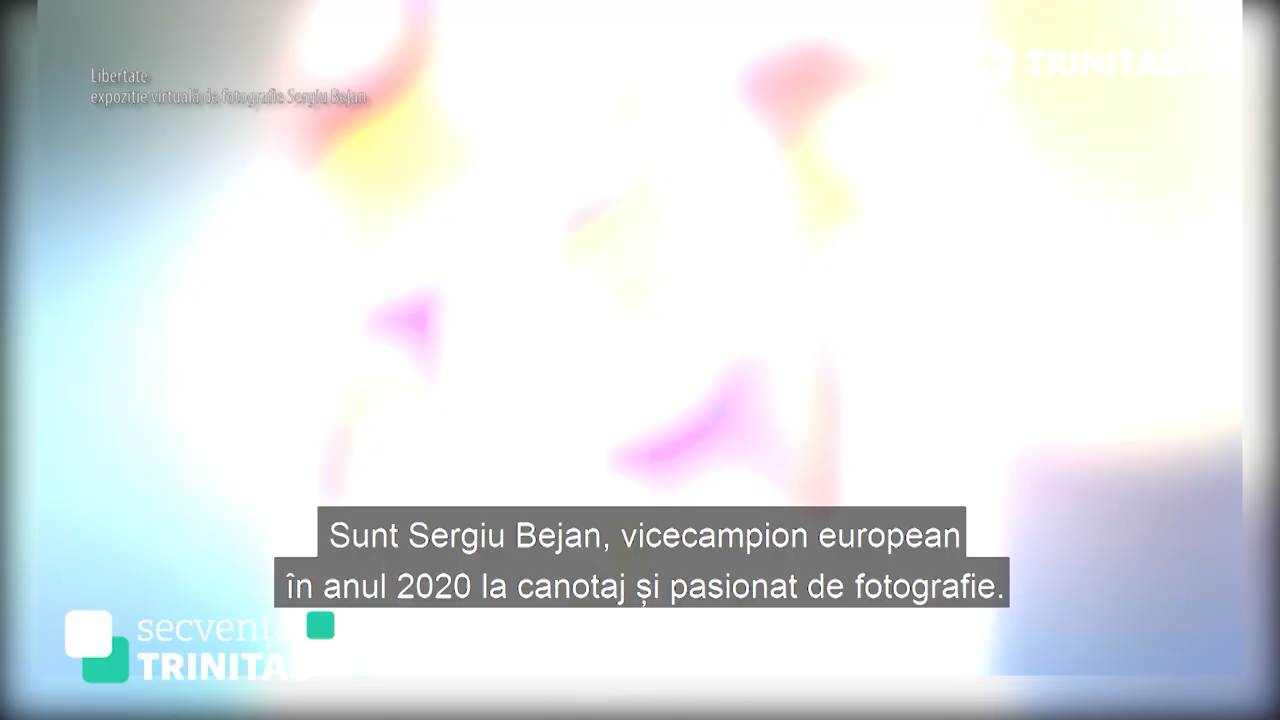 Libertate
expoziție virtuală de fotografie Sergiu Bejan
TRINITAS
Sunt Sergiu Bejan, vicecampion european
în anul 2020 la canotaj și pasionat de fotografie.
secvențe
TRINITAS